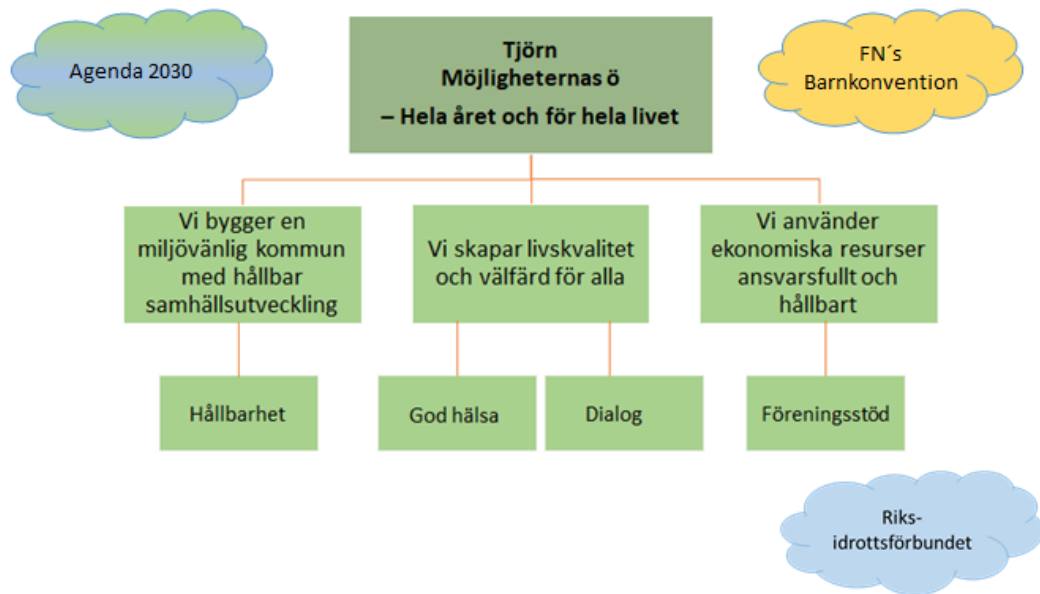 Agenda 2030
Tjörn
Möjligheternas ö
– Hela året och för hela livet
FN´s
Barnkonvention
Vi bygger en
miljövänlig kommun
med hållbar
samhällsutveckling
Vi skapar livskvalitet
och välfärd för alla
Vi använder
ekonomiska resurser
ansvarsfullt och
hållbart
Hållbarhet
God hälsa
Dialog
Föreningsstöd
Riks-
idrottsförbundet